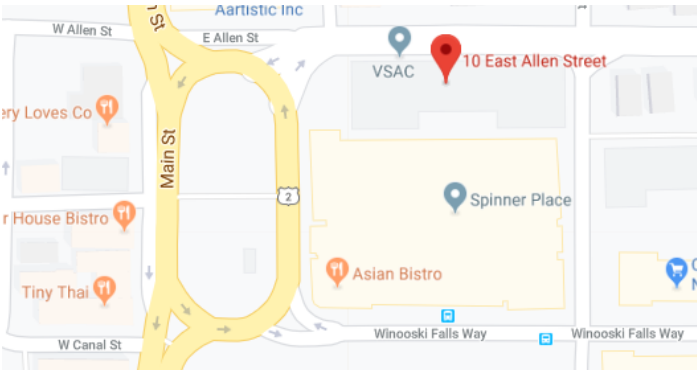 Aartistic Inc
W Allen St
E Allen St
VSAC
10 East Allen Street
ery Loves Co
Main St
2
Spinner Place
r House Bistro
Asian Bistro
Tiny Thai
Winooski Falls Way
Winooski Falls Way
W Canal St